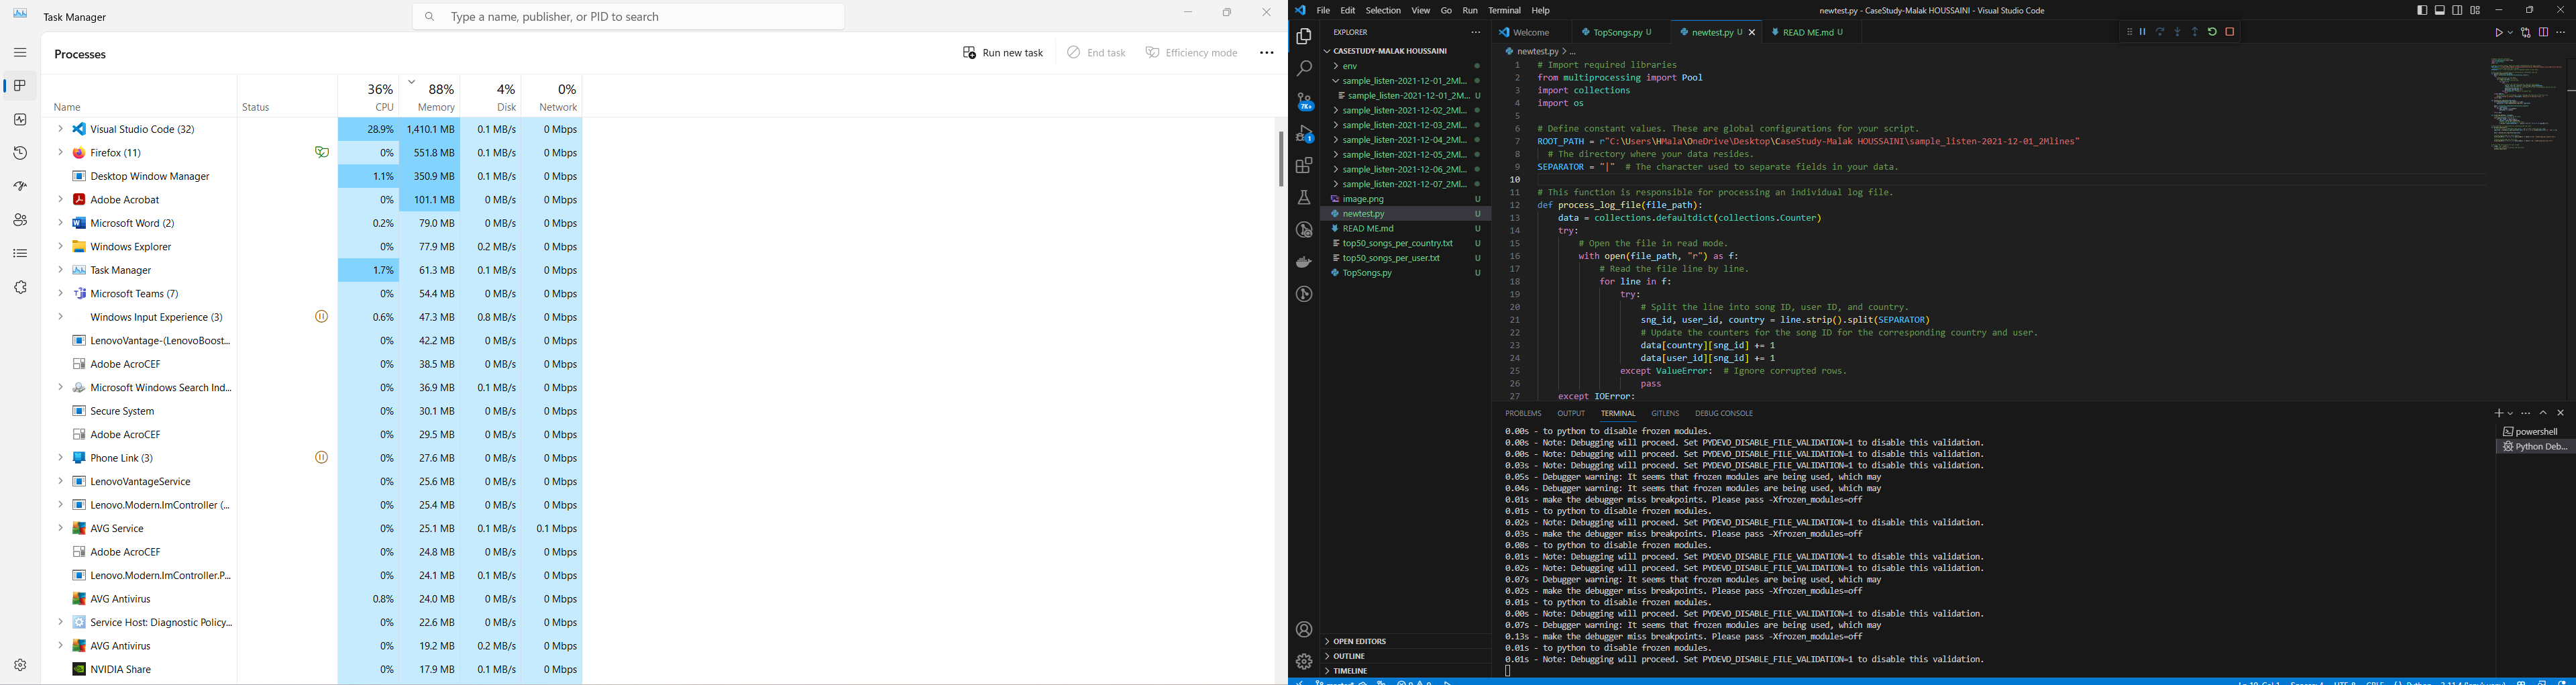 Task Manager
Type a name, publisher, or PID to search
Processes
Run new task
End task
Efficiency mode
36% 88% 4% 0%
Name Status CPU Memory Disk Network
Visual Studio Code (32) 28.9% 1,410.1 MB 0.1 MB/s 0 Mbps
Firefox (11) 0% 551.8 MB 0.1 MB/s 0 Mbps
Desktop Window Manager 1.1% 350.9 MB 0.1 MB/s 0 Mbps
Adobe Acrobat 0% 101.1 MB 0 MB/s 0 Mbps
Microsoft Word (2) 0.2% 79.0 MB 0 MB/s 0 Mbps
Windows Explorer 0% 77.9 MB 0.2 MB/s 0 Mbps
Task Manager 1.7% 61.3 MB 0.1 MB/s 0 Mbps
Microsoft Teams (7) 0% 54.4 MB 0 MB/s 0 Mbps
Windows Input Experience (3) 0.6% 47.3 MB 0.8 MB/s 0 Mbps
LenovoVantage-(LenovoBoost... 0% 42.2 MB 0 MB/s 0 Mbps
Adobe AcroCEF 0% 38.5 MB 0 MB/s 0 Mbps
Microsoft Windows Search Ind... 0% 36.9 MB 0.1 MB/s 0 Mbps
Secure System 0% 30.1 MB 0 MB/s 0 Mbps
Adobe AcroCEF 0% 29.5 MB 0 MB/s 0 Mbps
Phone Link (3) 0% 27.6 MB 0 MB/s 0 Mbps
LenovoVantageService 0% 25.6 MB 0 MB/s 0 Mbps
Lenovo.Modern.ImController (... 0% 25.4 MB 0 MB/s 0 Mbps
AVG Service 0% 25.1 MB 0.1 MB/s 0.1 Mbps
Adobe AcroCEF 0% 24.8 MB 0 MB/s 0 Mbps
Lenovo.Modern.ImController.P... 0% 24.1 MB 0.1 MB/s 0 Mbps
AVG Antivirus 0.8% 24.0 MB 0 MB/s 0 Mbps
Service Host: Diagnostic Policy... 0% 22.6 MB 0 MB/s 0 Mbps
AVG Antivirus 0% 19.2 MB 0.2 MB/s 0 Mbps
NVIDIA Share 0% 17.9 MB 0.1 MB/s 0 Mbps
File Edit Selection View Go Run Terminal Help
newtest.py - CaseStudy-Malak HOUSSAINI - Visual Studio Code
EXPLORER
CASESTUDY-MALAK HOUSSAINI
env
sample_listen-2021-12-01_2Ml...
sample_listen-2021-12-01_2M... U
sample_listen-2021-12-02_2Ml...
sample_listen-2021-12-03_2Ml...
sample_listen-2021-12-04_2Ml...
sample_listen-2021-12-05_2Ml...
sample_listen-2021-12-06_2Ml...
sample_listen-2021-12-07_2Ml...
image.png U
newtest.py U
READ ME.md U
top50_songs_per_country.txt U
top50_songs_per_user.txt U
TopSongs.py U
OPEN EDITORS
OUTLINE
TIMELINE
7K+
1
Welcome
TopSongs.py U
newtest.py U
READ ME.md U
newtest.py > ...
1 # Import required libraries
2 from multiprocessing import Pool
3 import collections
4 import os
5
6 # Define constant values. These are global configurations for your script.
7 ROOT_PATH = r"C:\Users\HMala\OneDrive\Desktop\CaseStudy-Malak HOUSSAINI\sample_listen-2021-12-01_2Mlines"
8 # The directory where your data resides.
9 SEPARATOR = "|" # The character used to separate fields in your data.
10
11 # This function is responsible for processing an individual log file.
12 def process_log_file(file_path):
13 data = collections.defaultdict(collections.Counter)
14 try:
15 # Open the file in read mode.
16 with open(file_path, "r") as f:
17 # Read the file line by line.
18 for line in f:
19 try:
20 # Split the line into song ID, user ID, and country.
21 sng_id, user_id, country = line.strip().split(SEPARATOR)
22 # Update the counters for the song ID for the corresponding country and user.
23 data[country][sng_id] += 1
24 data[user_id][sng_id] += 1
25 except ValueError: # Ignore corrupted rows.
26 pass
27 except IOError:
PROBLEMS OUTPUT TERMINAL GITLENS DEBUG CONSOLE
powershell
Python Deb...
0.00s - to python to disable frozen modules.
0.00s - Note: Debugging will proceed. Set PYDEVD_DISABLE_FILE_VALIDATION=1 to disable this validation.
0.00s - Note: Debugging will proceed. Set PYDEVD_DISABLE_FILE_VALIDATION=1 to disable this validation.
0.03s - Note: Debugging will proceed. Set PYDEVD_DISABLE_FILE_VALIDATION=1 to disable this validation.
0.05s - Debugger warning: It seems that frozen modules are being used, which may
0.04s - Debugger warning: It seems that frozen modules are being used, which may
0.01s - make the debugger miss breakpoints. Please pass -Xfrozen_modules=off
0.01s - to python to disable frozen modules.
0.02s - Note: Debugging will proceed. Set PYDEVD_DISABLE_FILE_VALIDATION=1 to disable this validation.
0.03s - make the debugger miss breakpoints. Please pass -Xfrozen_modules=off
0.08s - to python to disable frozen modules.
0.01s - Note: Debugging will proceed. Set PYDEVD_DISABLE_FILE_VALIDATION=1 to disable this validation.
0.02s - Note: Debugging will proceed. Set PYDEVD_DISABLE_FILE_VALIDATION=1 to disable this validation.
0.07s - Debugger warning: It seems that frozen modules are being used, which may
0.02s - make the debugger miss breakpoints. Please pass -Xfrozen_modules=off
0.01s - to python to disable frozen modules.
0.00s - Note: Debugging will proceed. Set PYDEVD_DISABLE_FILE_VALIDATION=1 to disable this validation.
0.07s - Debugger warning: It seems that frozen modules are being used, which may
0.13s - make the debugger miss breakpoints. Please pass -Xfrozen_modules=off
0.01s - to python to disable frozen modules.
0.01s - Note: Debugging will proceed. Set PYDEVD_DISABLE_FILE_VALIDATION=1 to disable this validation.